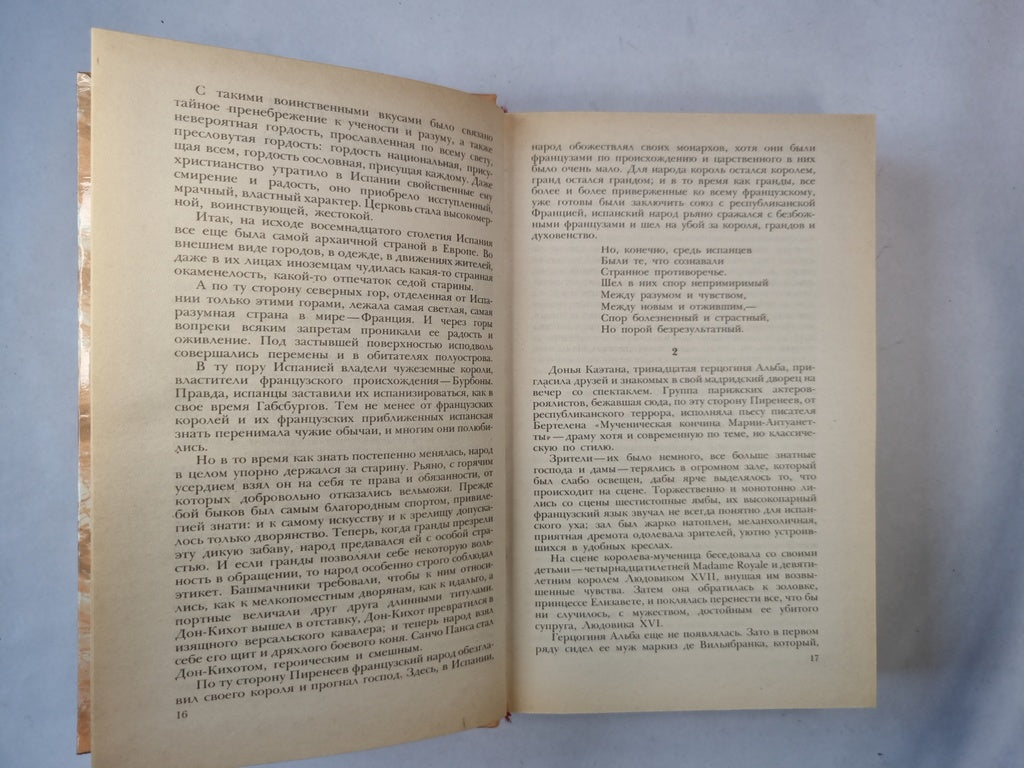 С такими воинственными вкусами было связано
тайное пренебрежение к учености и разуму, а также
невероятная гордость, прославленная по всему свету,
пресловутая гордость: гордость национальная, прису-
щая всем, гордость сословная, присущая каждому. Даже
христианство утратило в Испании свойственные ему
смирение и радость, оно приобрело исступленный,
мрачный, властный характер. Церковь стала высокомер-
ной, воинствующей, жестокой.
Итак, на исходе восемнадцатого столетия Испания
все еще была самой архаичной страной в Европе. Во
внешнем виде городов, в одежде, в движениях жителей,
даже в их лицах иноземцам чудилась какая-то странная
окаменелость, какой-то отпечаток седой старины.
А по ту сторону северных гор, отделенная от Испа-
нии только этими горами, лежала самая светлая, самая
разумная страна в мире—Франция. И через горы
вопреки всяким запретам проникали ее радость и
оживление. Под застывшей поверхностью исподволь
совершались перемены и в обитателях полуострова.
В ту пору Испанией владели чужеземные короли,
властители французского происхождения—Бурбоны.
Правда, испанцы заставили их испанизироваться, как в
свое время Габсбургов. Тем не менее от французских
королей и их французских приближенных испанская
знать перенимала чужие обычаи, и многим они полюби-
лись.
Но в то время как знать постепенно менялась, народ
в целом упорно держался за старину. Рьяно, с горячим
усердием взял он на себя те права и обязанности, от
которых добровольно отказались вельможи. Прежде
бой быков был самым благородным спортом, привиле-
гией знати: и к самому искусству и к зрелищу допуска-
лось только дворянство. Теперь, когда гранды презрели
эту дикую забаву, народ предавался ей с особой стра-
стью. И если гранды позволяли себе некоторую воль-
ность в обращении, то народ особенно строго соблюдал
этикет. Башмачники требовали, чтобы к ним относи-
лись, как к мелкопоместным дворянам, как к идальго, а
портные величали друг друга длинными титулами.
Дон-Кихот вышел в отставку, Дон-Кихот превратился в
изящного версальского кавалера; и теперь народ взял
себе его щит и дряхлого боевого коня. Санчо Панса стал
Дон-Кихотом, героическим и смешным.
По ту сторону Пиренеев французский народ обезгла-
вил своего короля и прогнал господ. Здесь, в Испании,
16
народ обожествлял своих монархов, хотя они были
французами по происхождению и царственного в них
было очень мало. Для народа король остался королем,
гранд остался грандом; и в то время как гранды, все
более и более приверженные ко всему французскому,
уже готовы были заключить союз с республиканской
Францией, испанский народ рьяно сражался с безбож-
ными французами и шел на убой за короля, грандов и
духовенство.
Но, конечно, средь испанцев
Были те, что сознавали
Странное противоречье.
Шел в них спор непримиримый
Между разумом и чувством,
Между новым и отжившим,—
Спор болезненный и страстный,
Но порой безрезультатный.
2
Донья Каэтана, тринадцатая герцогиня Альба, при-
гласила друзей и знакомых в свой мадридский дворец на
вечер со спектаклем. Группа парижских актеров-
роялистов, бежавшая сюда, по эту сторону Пиренеев, от
республиканского террора, исполняла пьесу писателя
Бертелена «Мученическая кончина Марии-Антуанет-
ты»—драму хотя и современную по теме, но классиче-
скую по стилю.
Зрители—их было немного, все больше знатные
господа и дамы—терялись в огромном зале, который
был слабо освещен, дабы ярче выделялось то, что
происходит на сцене. Торжественно и монотонно ли-
лись со сцены шестистопные ямбы, их высокопарный
французский язык звучал не всегда понятно для испан-
ского уха; зал был жарко натоплен, меланхоличная,
приятная дремота одолевала зрителей, уютно устроив-
шихся в удобных креслах.
На сцене королева-мученица беседовала со своими
детьми—четырнадцатилетней Madame Royale и девяти-
летним королем Людовиком XVII, внушая им возвы-
шенные чувства. Затем она обратилась к золовке,
принцессе Елизавете, и поклялась перенести все, что бы
ни случилось, с мужеством, достойным ее убитого
супруга, Людовика XVI.
Герцогиня Альба еще не появлялась. Зато в первом
ряду сидел ее муж маркиз де Вильябранка, который,
17